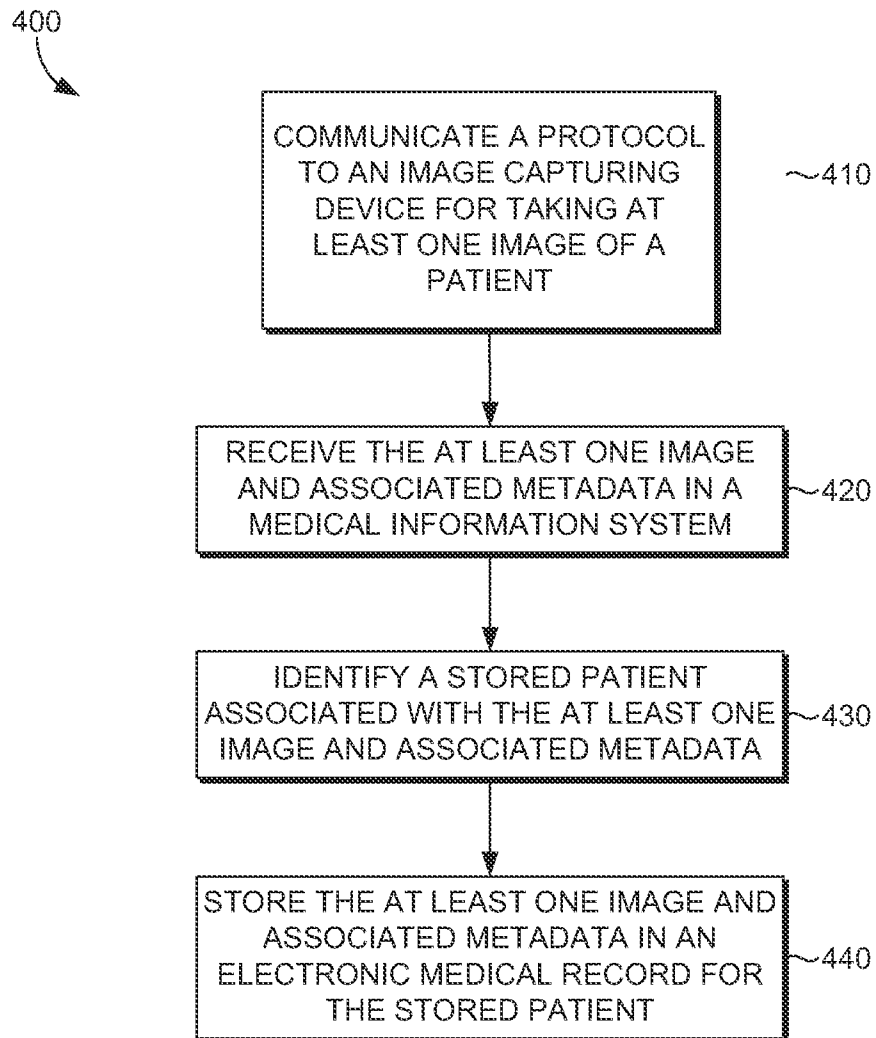 400
COMMUNICATE A PROTOCOL
TO AN IMAGE CAPTURING
DEVICE FOR TAKING AT
LEAST ONE IMAGE OF A
PATIENT
410
RECEIVE THE AT LEAST ONE IMAGE
AND ASSOCIATED METADATA IN A
MEDICAL INFORMATION SYSTEM
420
IDENTIFY A STORED PATIENT
ASSOCIATED WITH THE AT LEAST ONE
IMAGE AND ASSOCIATED METADATA
430
STORE THE AT LEAST ONE IMAGE AND
ASSOCIATED METADATA IN AN
ELECTRONIC MEDICAL RECORD FOR
THE STORED PATIENT
440